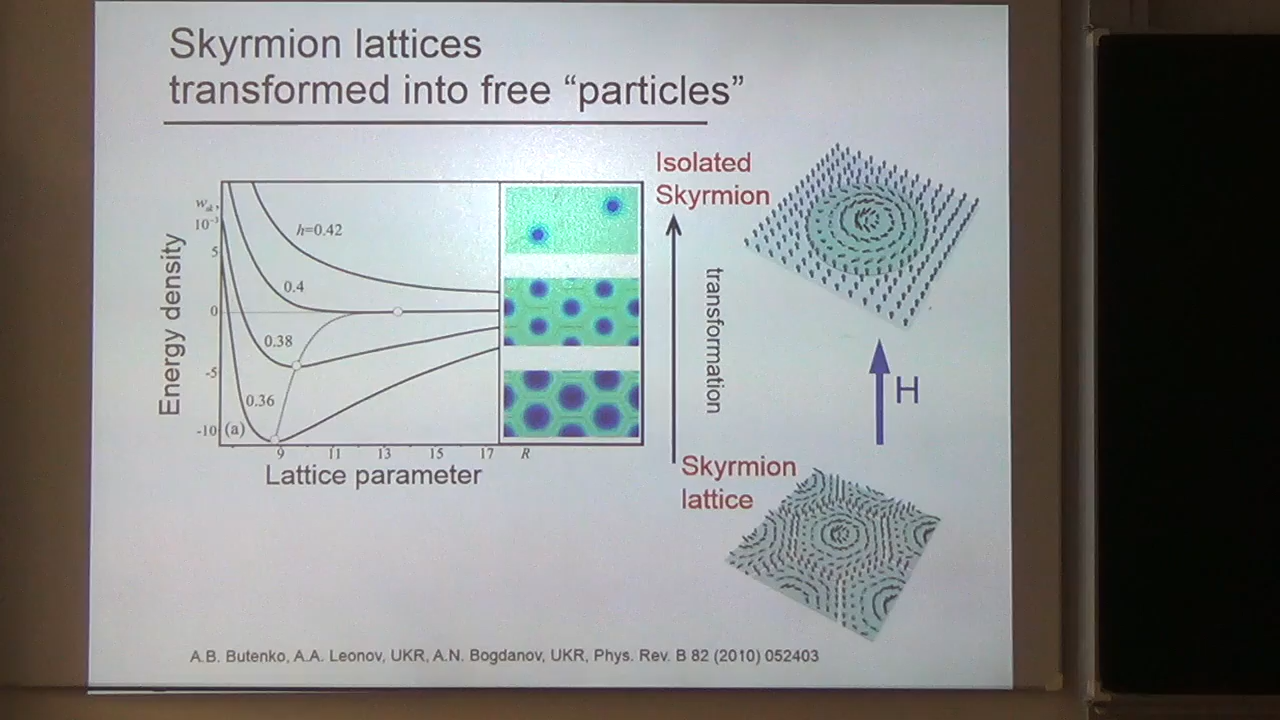 Skyrmion lattices
transformed into free “particles”
Isolated
Skyrmion
transformation
H
Skyrmion
lattice
Energy density
10⁻³
5
0
-5
-10
h=0.42
0.4
0.38
0.36
(a)
9 11 13 15 17 R
Lattice parameter
A.B. Butenko, A.A. Leonov, UKR, A.N. Bogdanov, UKR, Phys. Rev. B 82 (2010) 052403